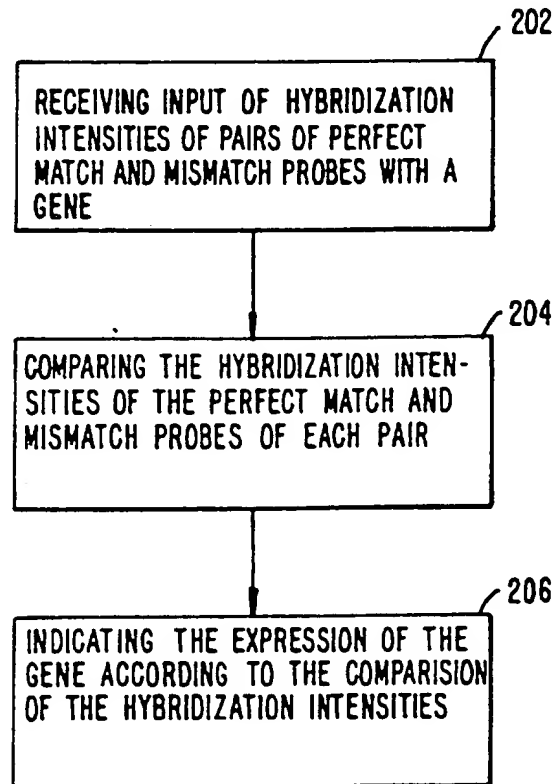 202
RECEIVING INPUT OF HYBRIDIZATION
INTENSITIES OF PAIRS OF PERFECT
MATCH AND MISMATCH PROBES WITH A
GENE
204
COMPARING THE HYBRIDIZATION INTEN-
SITIES OF THE PERFECT MATCH AND
MISMATCH PROBES OF EACH PAIR
206
INDICATING THE EXPRESSION OF THE
GENE ACCORDING TO THE COMPARISION
OF THE HYBRIDIZATION INTENSITIES